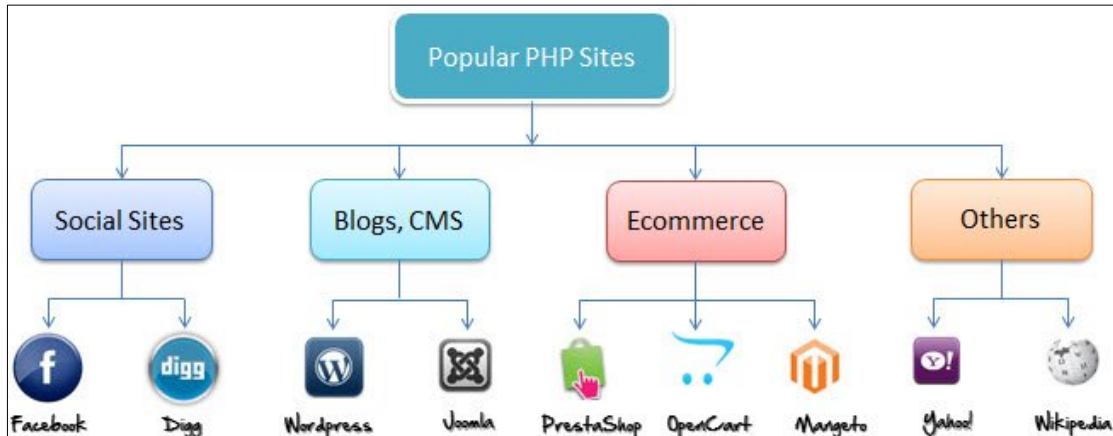 Popular PHP Sites
Social Sites
Blogs, CMS
Ecommerce
Others
f
digg
W
Y!
Facebook
Digg
Wordpress
Joomla
PrestaShop
OpenCart
Mangeto
Yahoo!
Wikipedia